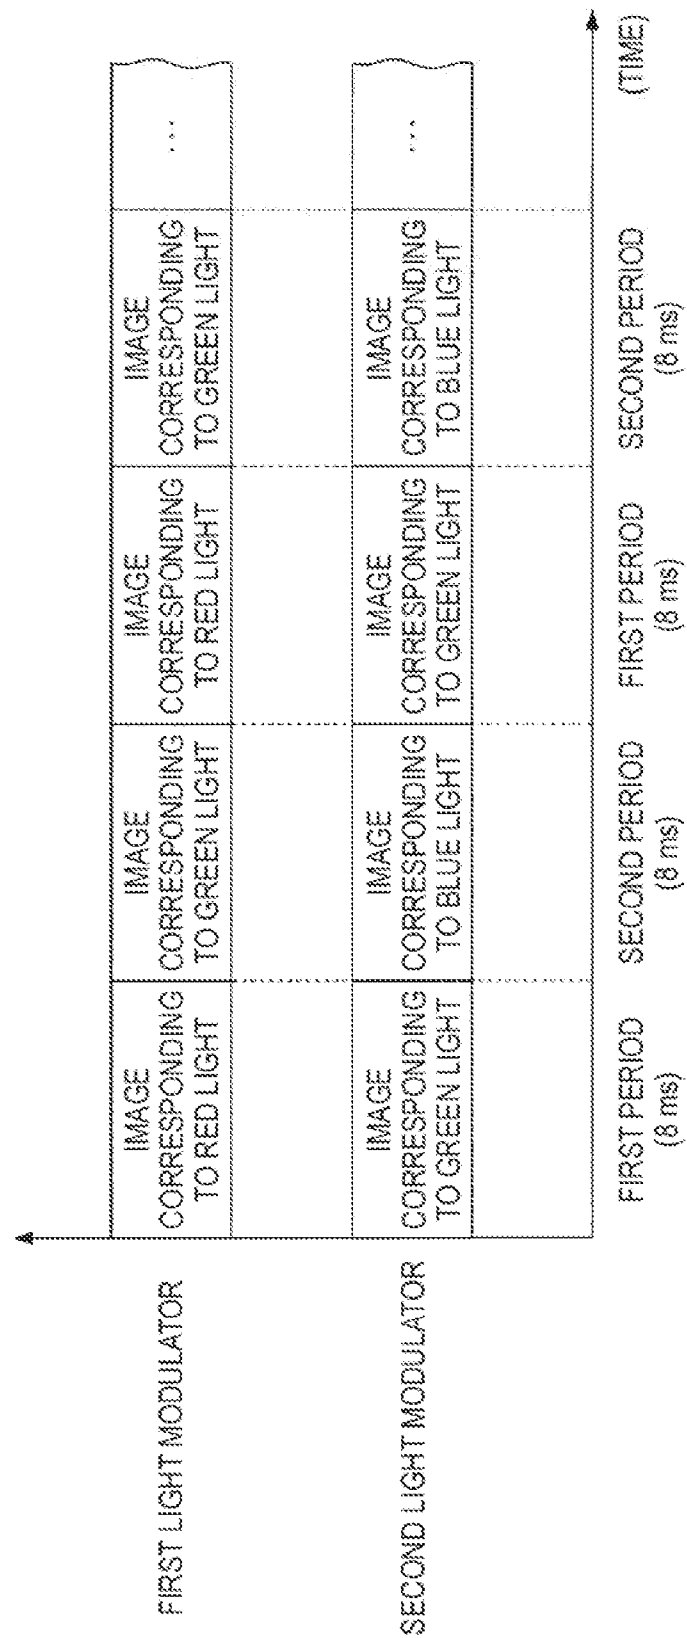 FIRST LIGHT MODULATOR
IMAGE
CORRESPONDING
TO RED LIGHT
IMAGE
CORRESPONDING
TO GREEN LIGHT
IMAGE
CORRESPONDING
TO RED LIGHT
IMAGE
CORRESPONDING
TO GREEN LIGHT
...
SECOND LIGHT MODULATOR
IMAGE
CORRESPONDING
TO GREEN LIGHT
IMAGE
CORRESPONDING
TO BLUE LIGHT
IMAGE
CORRESPONDING
TO GREEN LIGHT
IMAGE
CORRESPONDING
TO BLUE LIGHT
...
FIRST PERIOD
(8 ms)
SECOND PERIOD
(8 ms)
FIRST PERIOD
(8 ms)
SECOND PERIOD
(8 ms)
(TIME)